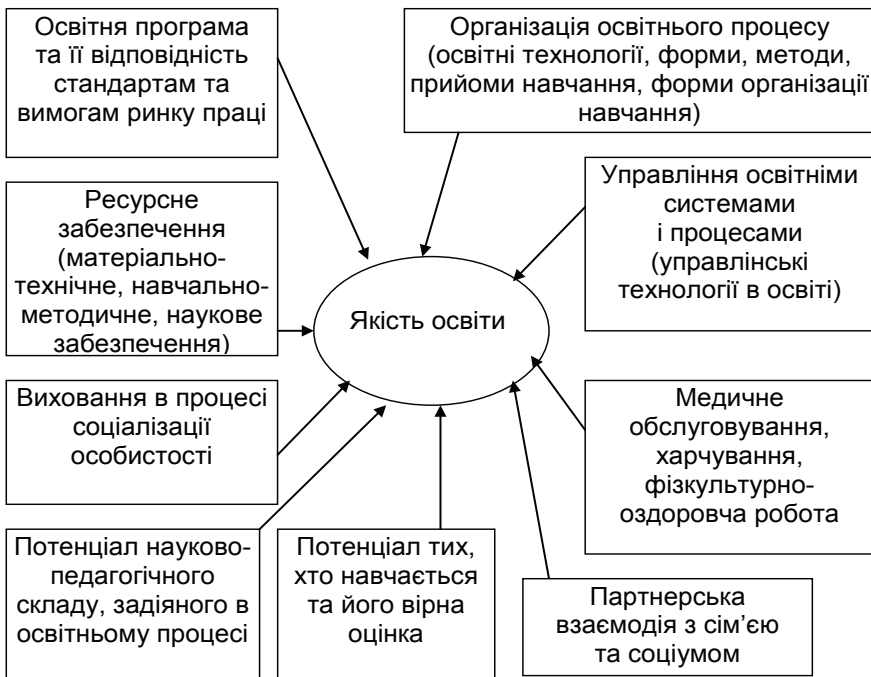 Освітня програма
та її відповідність
стандартам та
вимогам ринку праці
Організація освітнього процесу
(освітні технології, форми, методи,
прийоми навчання, форми організації
навчання)
Ресурсне
забезпечення
(матеріально-
технічне, навчально-
методичне, наукове
забезпечення)
Управління освітніми
системами
і процесами
(управлінські
технології в освіті)
Якість освіти
Виховання в процесі
соціалізації
особистості
Медичне
обслуговування,
харчування,
фізкультурно-
оздоровча робота
Потенціал науково-
педагогічного
складу, задіяного в
освітньому процесі
Потенціал тих,
хто навчається
та його вірна
оцінка
Партнерська
взаємодія з сім’єю
та соціумом